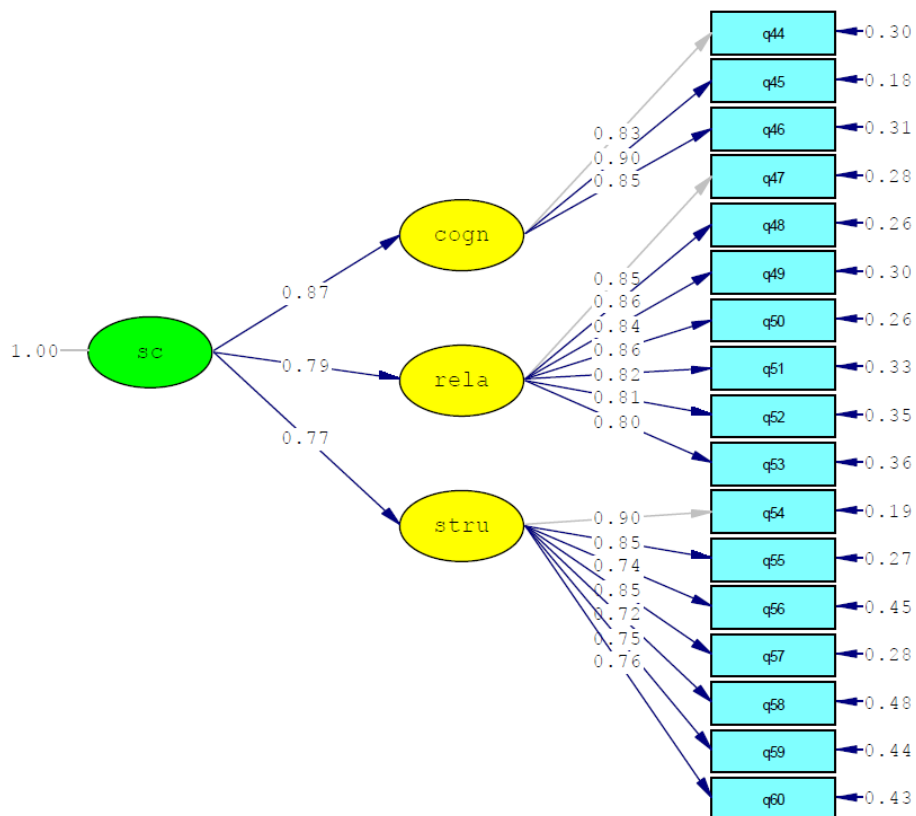 q44
0.30
q45
0.18
q46
0.31
q47
0.28
q48
0.26
q49
0.30
q50
0.26
q51
0.33
q52
0.35
q53
0.36
q54
0.19
q55
0.27
q56
0.45
q57
0.28
q58
0.48
q59
0.44
q60
0.43
0.83
0.90
0.85
cogn
0.87
0.85
0.86
0.84
0.86
0.82
0.81
0.80
1.00
sc
0.79
rela
0.77
stru
0.90
0.85
0.74
0.85
0.72
0.75
0.76